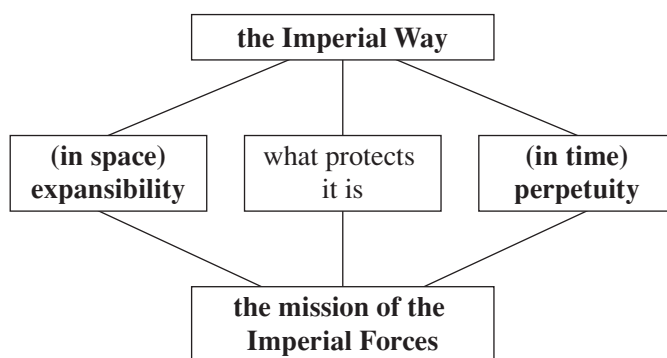 the Imperial Way
(in space)
expansibility
what protects
it is
(in time)
perpetuity
the mission of the
Imperial Forces